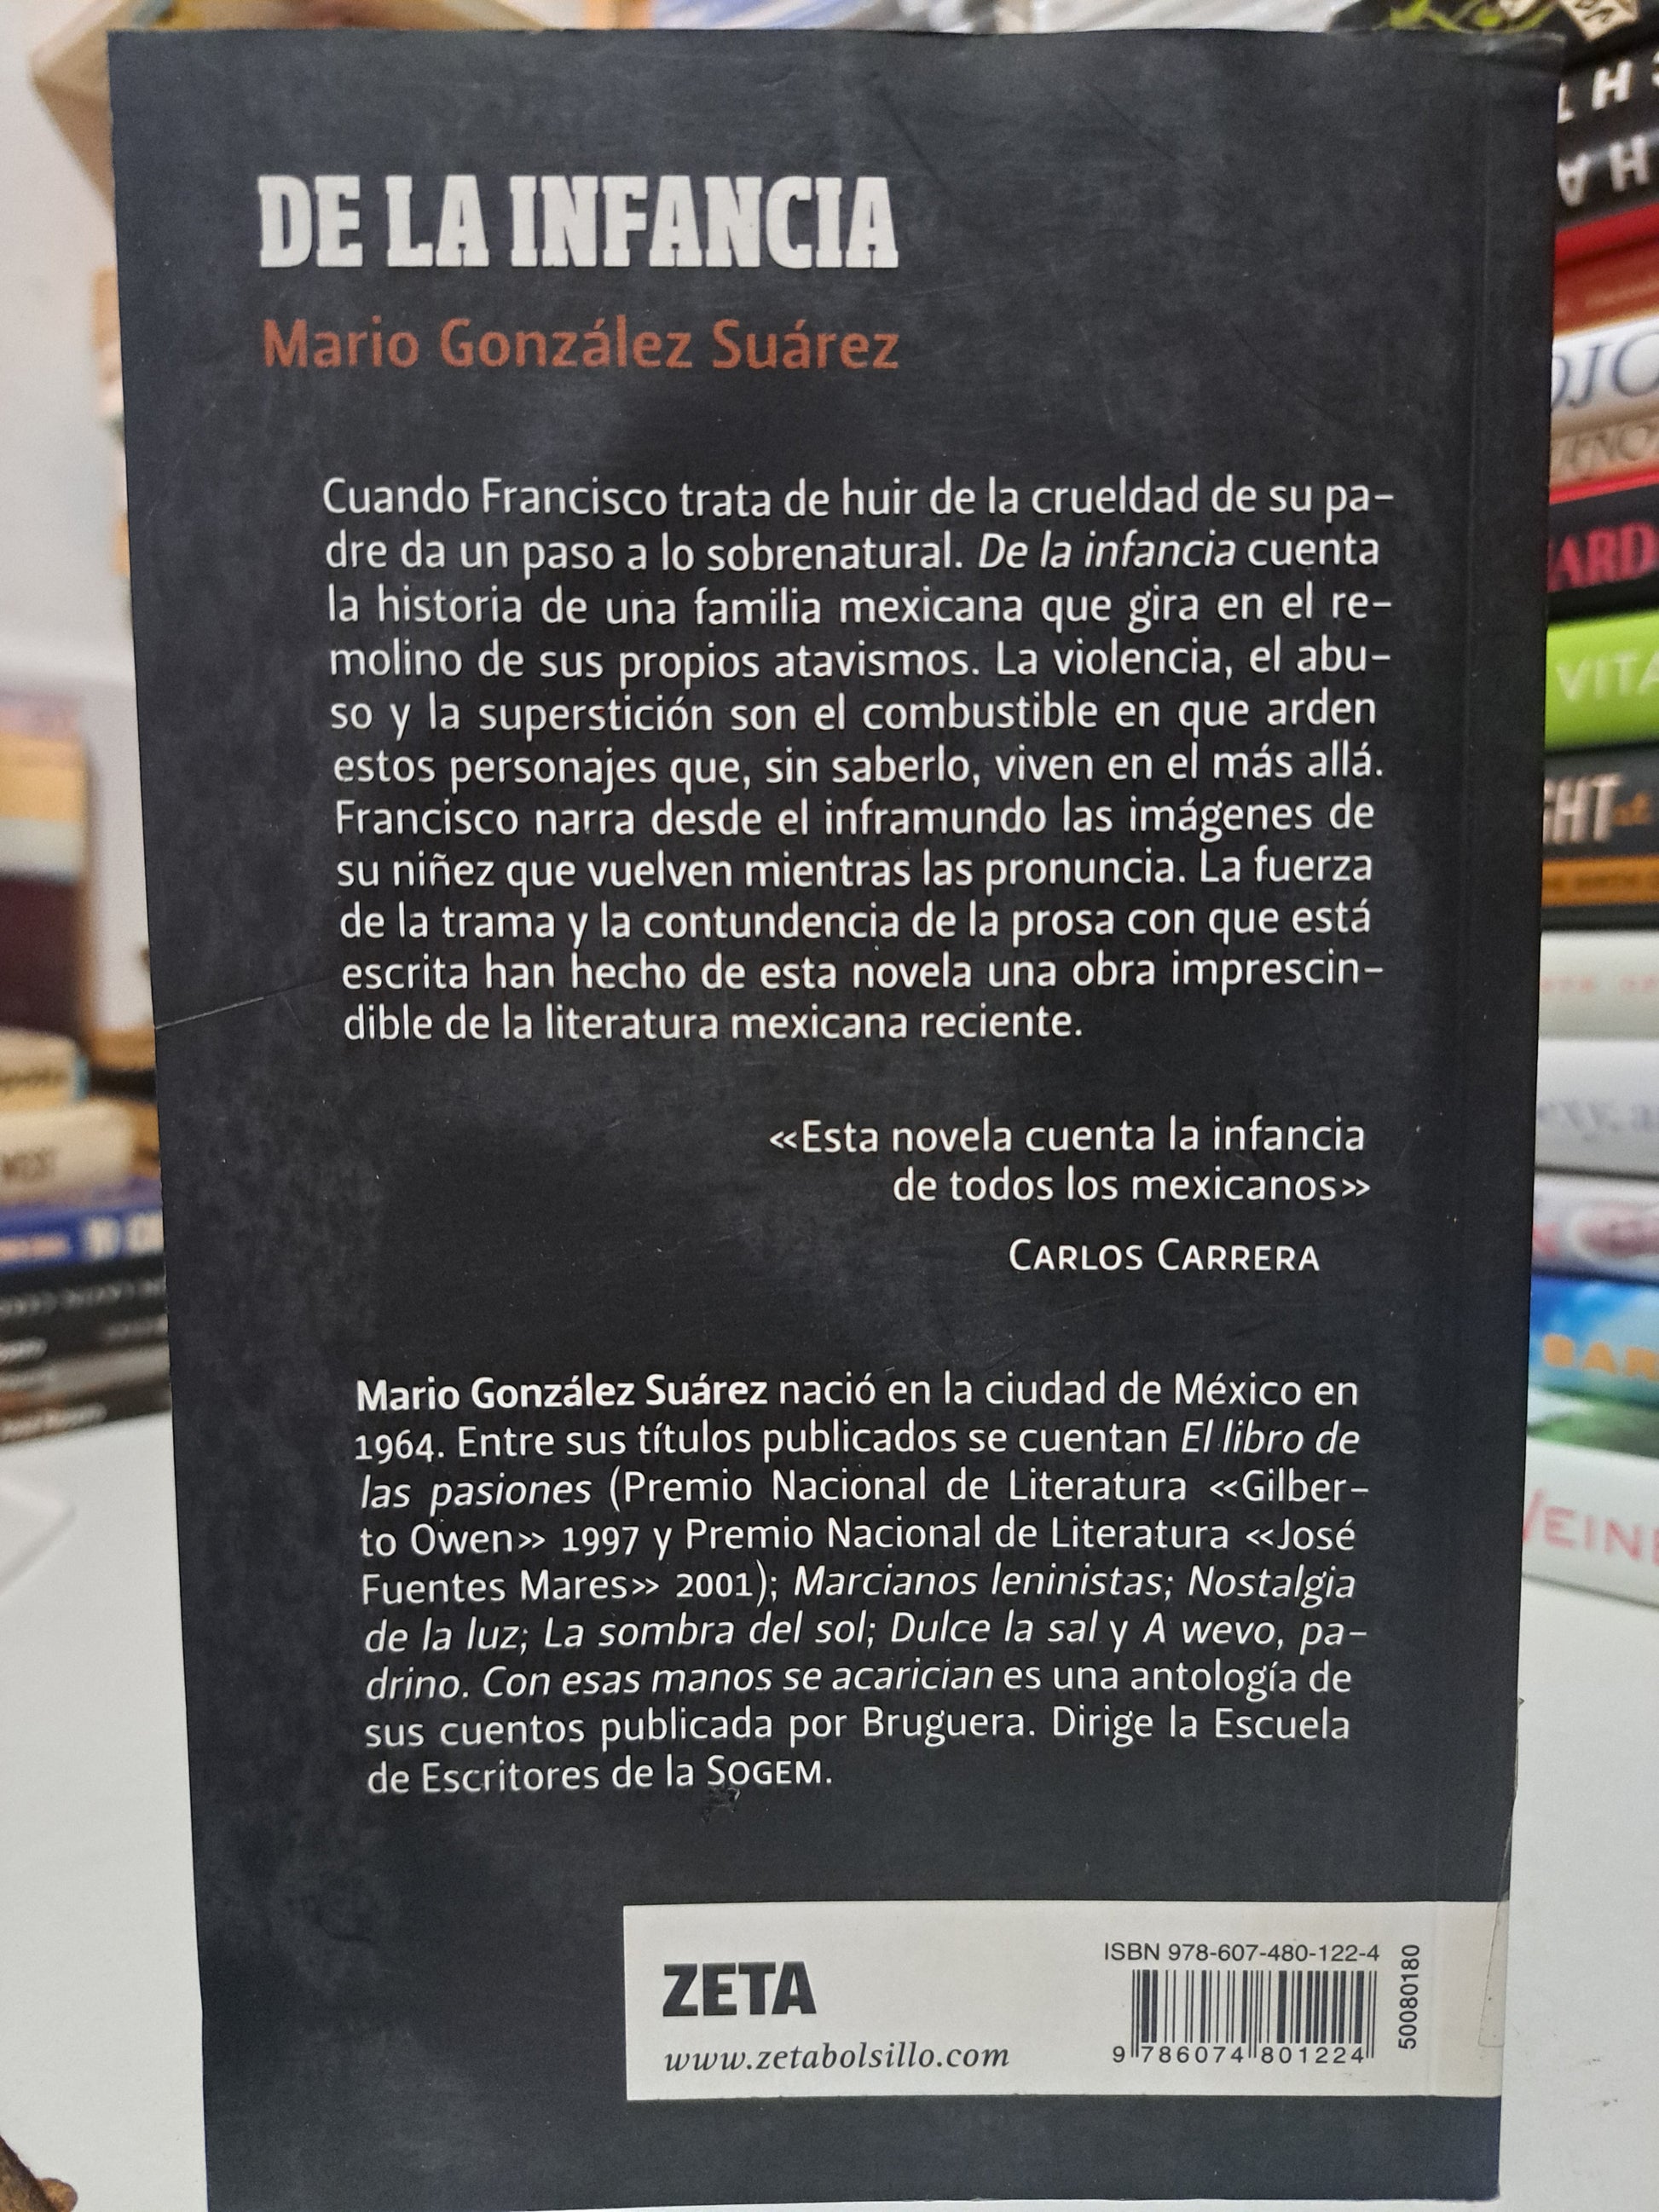 DE LA INFANCIA
Mario González Suárez
Cuando Francisco trata de huir de la crueldad de su pa-
dre da un paso a lo sobrenatural. De la infancia cuenta
la historia de una familia mexicana que gira en el re-
molino de sus propios atavismos. La violencia, el abu-
so y la superstición son el combustible en que arden
estos personajes que, sin saberlo, viven en el más allá.
Francisco narra desde el inframundo las imágenes de
su niñez que vuelven mientras las pronuncia. La fuerza
de la trama y la contundencia de la prosa con que está
escrita han hecho de esta novela una obra imprescin-
dible de la literatura mexicana reciente.
«Esta novela cuenta la infancia
de todos los mexicanos»
CARLOS CARRERA
Mario González Suárez nació en la ciudad de México en
1964. Entre sus títulos publicados se cuentan El libro de
las pasiones (Premio Nacional de Literatura «Gilber-
to Owen» 1997 y Premio Nacional de Literatura «José
Fuentes Mares» 2001); Marcianos leninistas; Nostalgia
de la luz; La sombra del sol; Dulce la sal y A wevo, pa-
drino. Con esas manos se acarician es una antología de
sus cuentos publicada por Bruguera. Dirige la Escuela
de Escritores de la SOGEM.
ZETA
www.zetabolsillo.com
ISBN 978-607-480-122-4
9 786074 801224
50080180
VITA